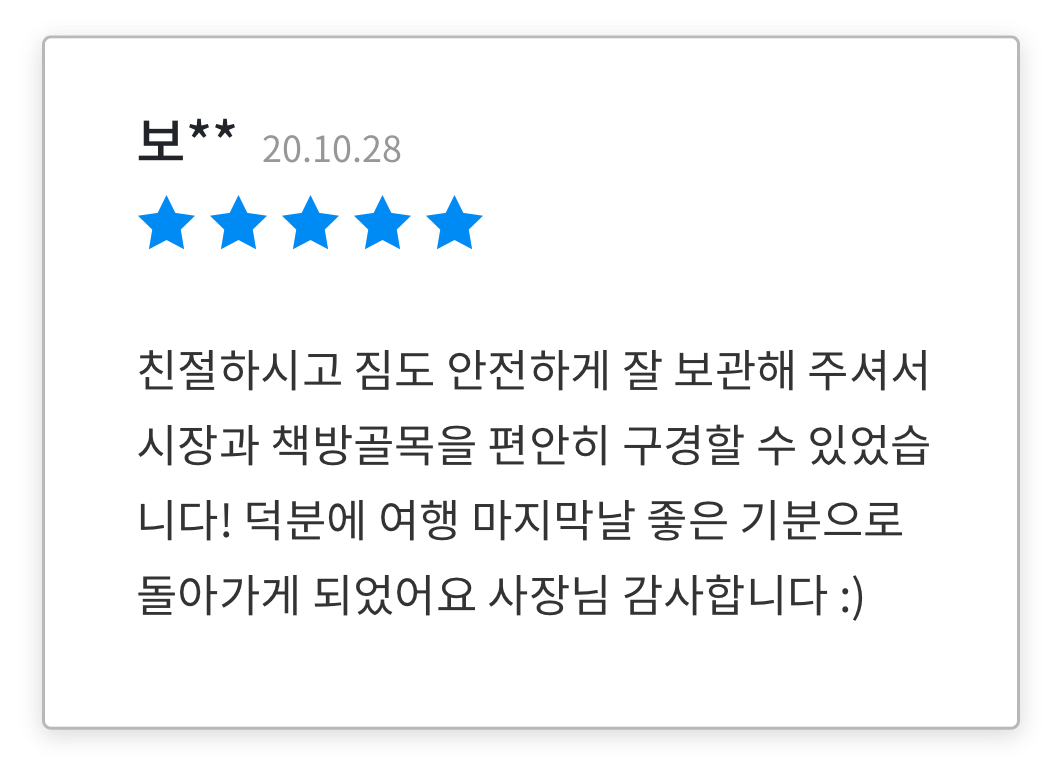 보** 20.10.28
친절하시고 짐도 안전하게 잘 보관해 주셔서
시장과 책방골목을 편안히 구경할 수 있었습
니다! 덕분에 여행 마지막날 좋은 기분으로
돌아가게 되었어요 사장님 감사합니다 :)